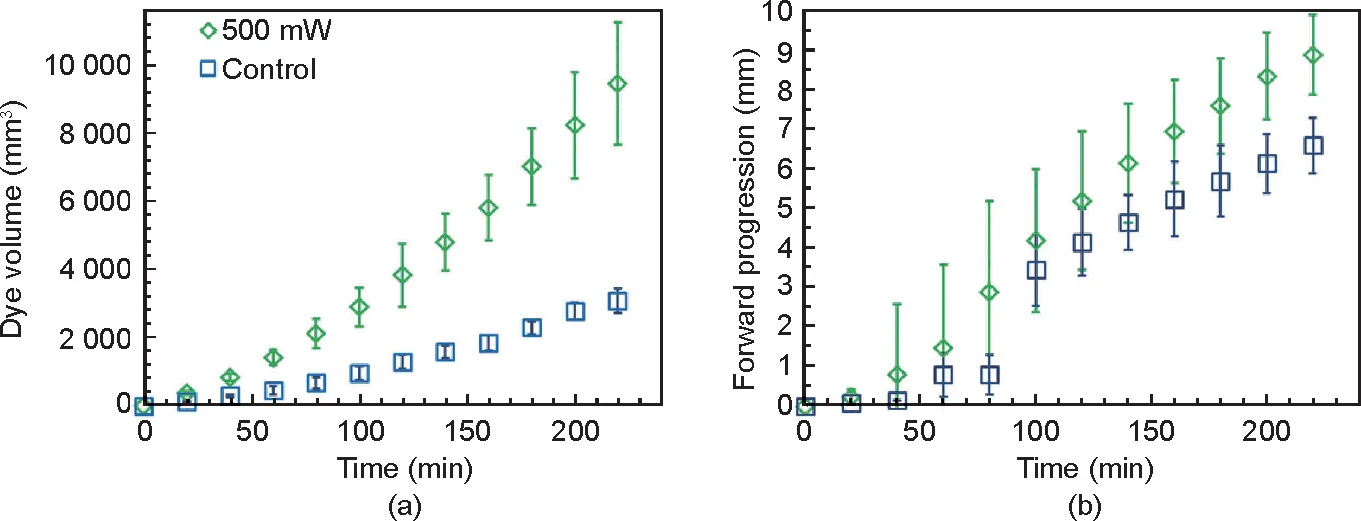 500 mW
Control
10 000
8 000
6 000
4 000
2 000
0
Dye volume (mm³)
0 50 100 150 200
Time (min)
(a)
10
9
8
7
6
5
4
3
2
1
0
Forward progression (mm)
0 50 100 150 200
Time (min)
(b)